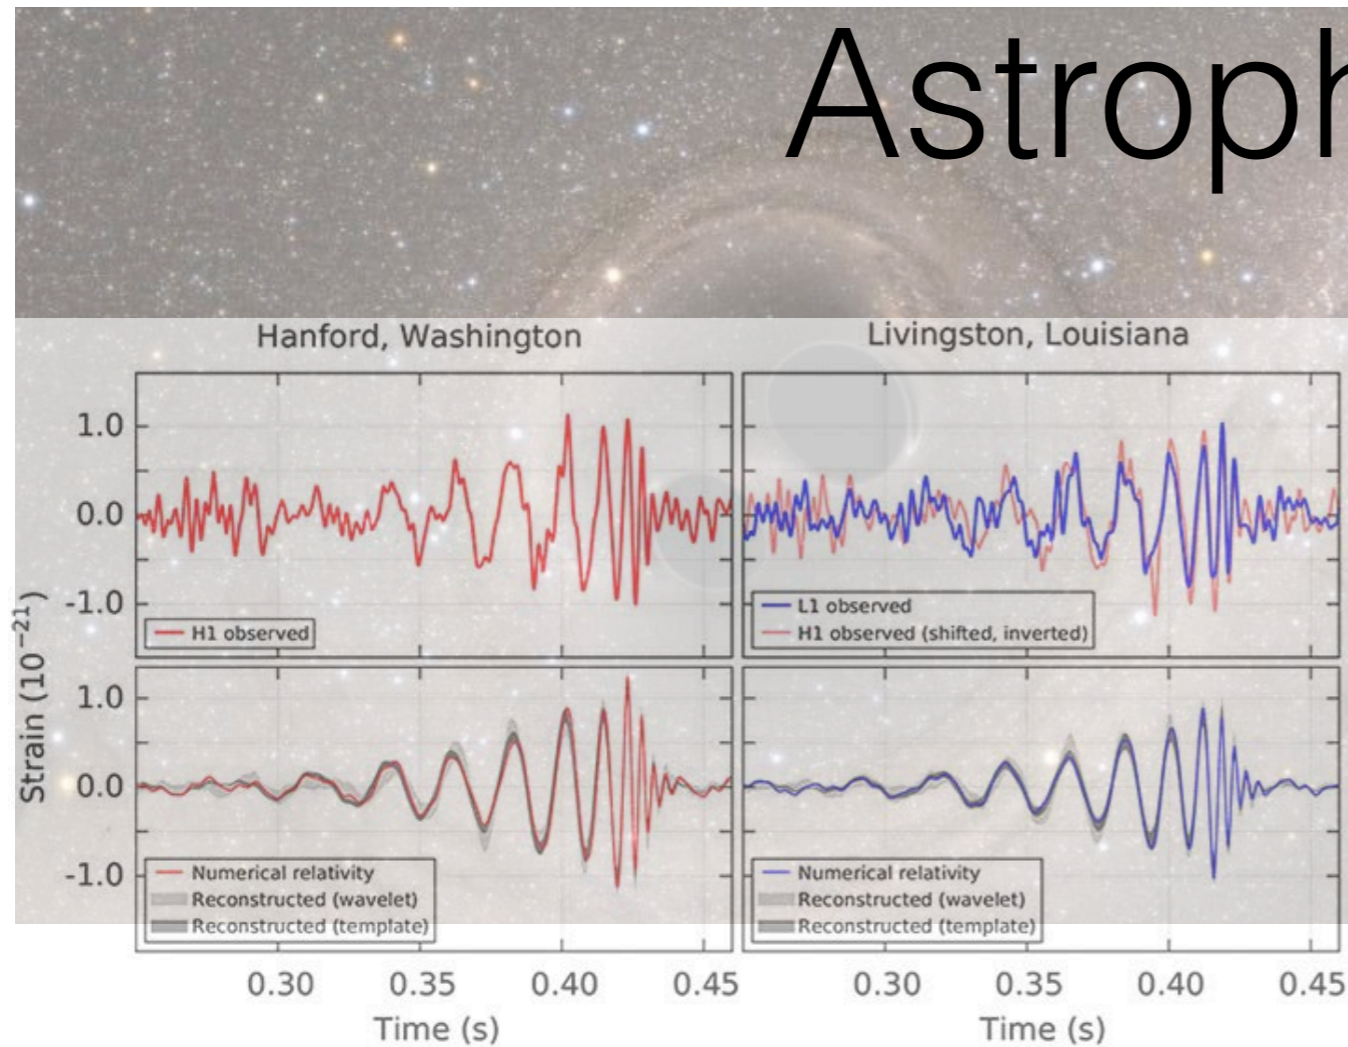 Astroph
Hanford, Washington
Livingston, Louisiana
Strain (10⁻²¹)
1.0
0.0
-1.0
H1 observed
L1 observed
H1 observed (shifted, inverted)
1.0
0.0
-1.0
Numerical relativity
Reconstructed (wavelet)
Reconstructed (template)
Numerical relativity
Reconstructed (wavelet)
Reconstructed (template)
0.30 0.35 0.40 0.45
0.30 0.35 0.40 0.45
Time (s)
Time (s)